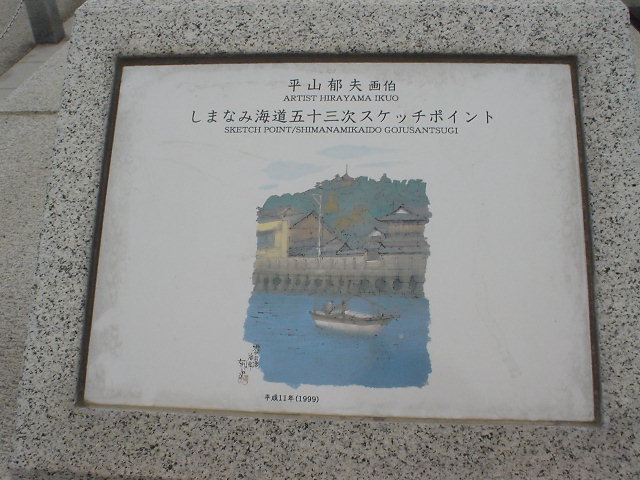 平山郁夫画伯
ARTIST HIRAYAMA IKUO
しまなみ海道五十三次スケッチポイント
SKETCH POINT/SHIMANAMIKAIDO GOJUSANTSUGI
平成11年(1999)